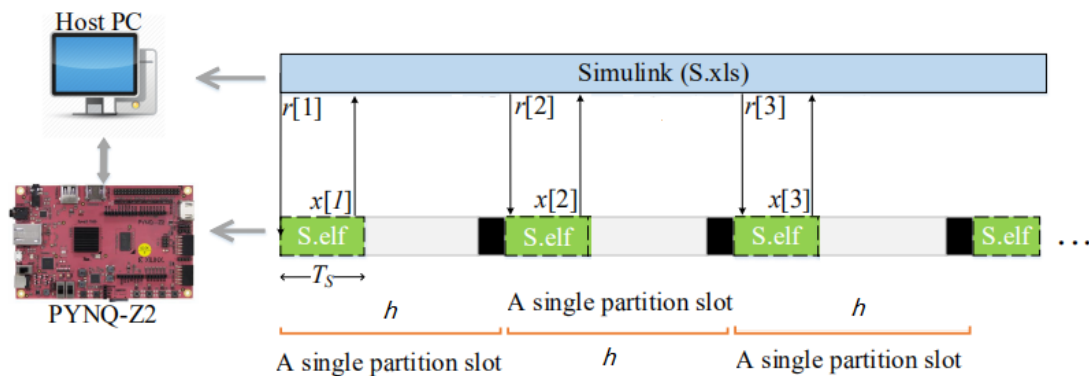 Host PC
Simulink (S.xls)
r[1]
r[2]
r[3]
x[1]
x[2]
x[3]
S.elf
S.elf
S.elf
S.elf
...
T_S
PYNQ-Z2
h
A single partition slot
h
A single partition slot
h
A single partition slot